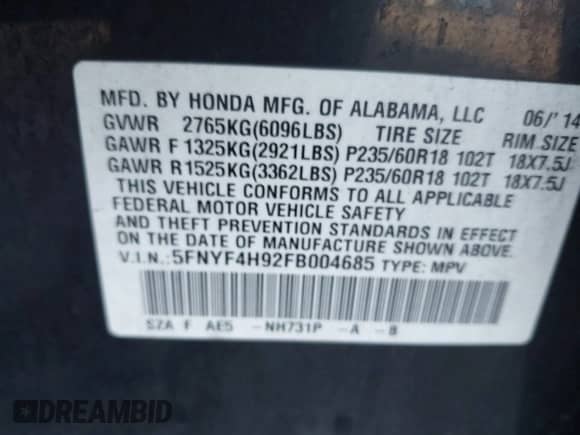 MFD. BY HONDA MFG. OF ALABAMA, LLC 06/'14
GVWR 2765KG(6096LBS) TIRE SIZE RIM SIZE
GAWR F 1325KG(2921LBS) P235/60R18 102T 18X7.5J
GAWR R1525KG(3362LBS) P235/60R18 102T 18X7.5J
THIS VEHICLE CONFORMS TO ALL APPLICABLE
FEDERAL MOTOR VEHICLE SAFETY
AND THEFT PREVENTION STANDARDS IN EFFECT
ON THE DATE OF MANUFACTURE SHOWN ABOVE.
V.I.N.:5FNYF4H92FB004685 TYPE: MPV
SZA F AE5 -NH731P -A -8
DREAMBID